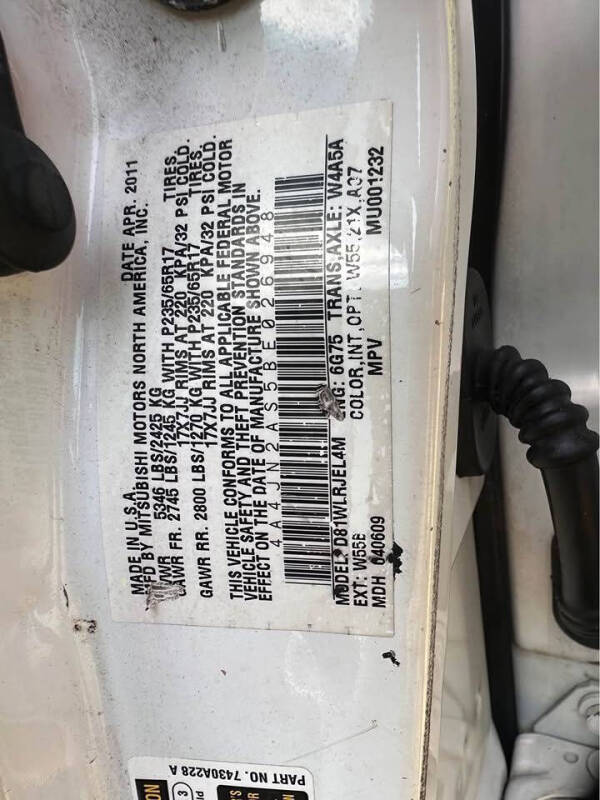 MADE IN U.S.A. DATE APR. 2011
MFD BY MITSUBISHI MOTORS NORTH AMERICA, INC.
GVWR 5346 LBS/2425 KG
GAWR FR. 2745 LBS/1245 KG WITH P235/65R17 TIRES,
17X7JJ RIMS AT 220 KPA/32 PSI COLD.
GAWR RR. 2800 LBS/1270 KG WITH P235/65R17 TIRES,
17X7JJ RIMS AT 220 KPA/32 PSI COLD.
THIS VEHICLE CONFORMS TO ALL APPLICABLE FEDERAL MOTOR
VEHICLE SAFETY AND THEFT PREVENTION STANDARDS IN
EFFECT ON THE DATE OF MANUFACTURE SHOWN ABOVE.
4A4JN2AS5BE026948
MODEL: D81WLRJEL4M ENG: 6G75 TRANS,AXLE: W4A5A
EXT: W55B COLOR,INT,OPT: W55,21X,A07
MDH 040609 MPV MU001232
PART NO. 7430A228 A
3